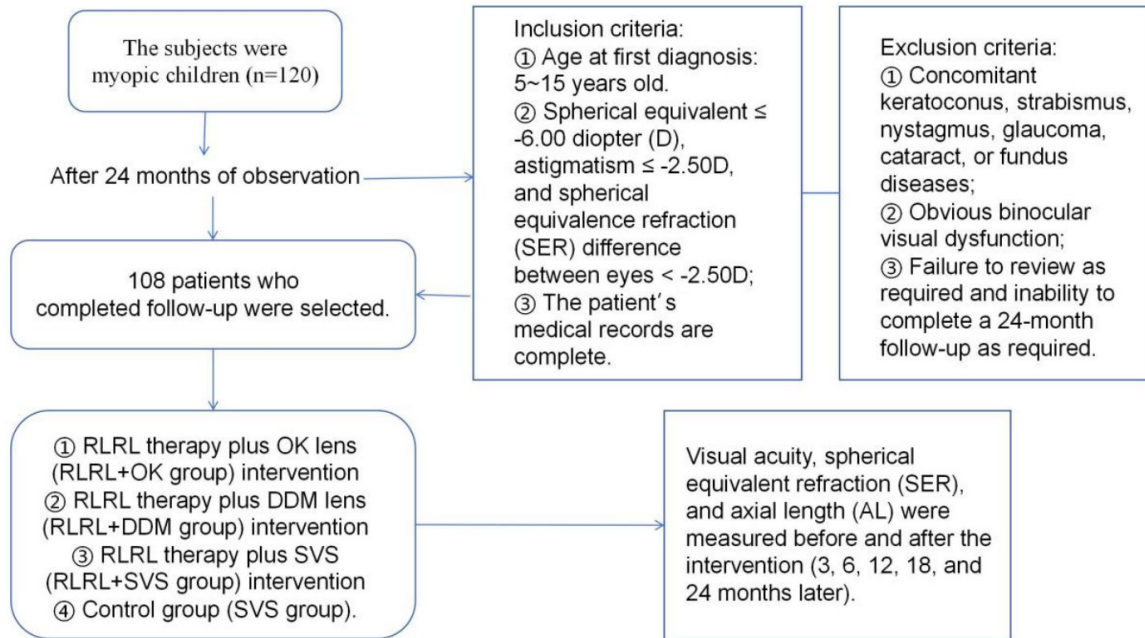 The subjects were
myopic children (n=120)
After 24 months of observation
108 patients who
completed follow-up were selected.
① RLRL therapy plus OK lens
(RLRL+OK group) intervention
② RLRL therapy plus DDM lens
(RLRL+DDM group) intervention
③ RLRL therapy plus SVS
(RLRL+SVS group) intervention
④ Control group (SVS group).
Inclusion criteria:
① Age at first diagnosis:
5~15 years old.
② Spherical equivalent ≤
-6.00 diopter (D),
astigmatism ≤ -2.50D,
and spherical
equivalence refraction
(SER) difference
between eyes < -2.50D;
③ The patient's
medical records are
complete.
Exclusion criteria:
① Concomitant
keratoconus, strabismus,
nystagmus, glaucoma,
cataract, or fundus
diseases;
② Obvious binocular
visual dysfunction;
③ Failure to review as
required and inability to
complete a 24-month
follow-up as required.
Visual acuity, spherical
equivalent refraction (SER),
and axial length (AL) were
measured before and after the
intervention (3, 6, 12, 18, and
24 months later).